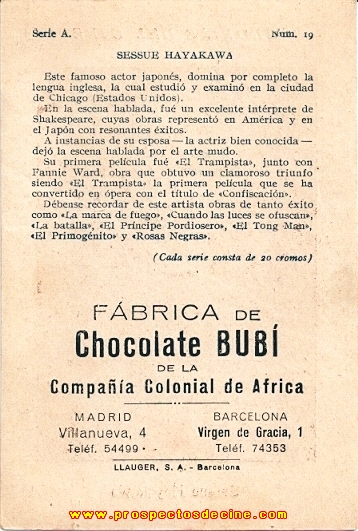 Serie A. Num. 19
SESSUE HAYAKAWA
Este famoso actor japonés, domina por completo la
lengua inglesa, la cual estudió y examinó en la ciudad
de Chicago (Estados Unidos).
En la escena hablada, fué un excelente intérprete de
Shakespeare, cuyas obras representó en América y en
el Japón con resonantes éxitos.
A instancias de su esposa—la actriz bien conocida—
dejó la escena hablada por el arte mudo.
Su primera película fué «El Trampista», junto con
Fannie Ward, obra que obtuvo un clamoroso triunfo
siendo «El Trampista» la primera película que se ha
convertido en ópera con el título de «Confiscación».
Débense recordar de este artista obras de tanto éxito
como «La marca de fuego», «Cuando las luces se ofuscan»,
«La batalla», «El Príncipe Pordiosero», «El Tong Man»,
«El Primogénito» y «Rosas Negras».
(Cada serie consta de 20 cromos)
FÁBRICA DE
Chocolate BUBÍ
DE LA
Compañía Colonial de Africa
MADRID BARCELONA
Villanueva, 4 Virgen de Gracia, 1
Teléf. 54499 Teléf. 74353
LLAUGER, S. A. - Barcelona
www.prospectosdecine.com